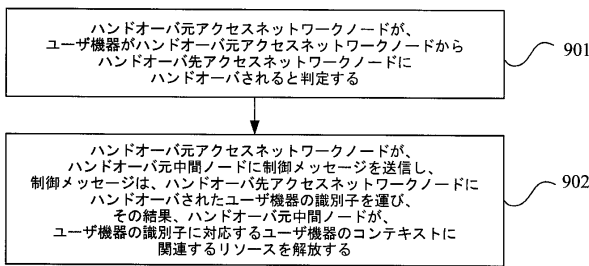 ハンドオーバ元アクセスネットワークノードが、
ユーザ機器がハンドオーバ元アクセスネットワークノードから
ハンドオーバ先アクセスネットワークノードに
ハンドオーバされると判定する
901
ハンドオーバ元アクセスネットワークノードが、
ハンドオーバ元中間ノードに制御メッセージを送信し、
制御メッセージは、ハンドオーバ先アクセスネットワークノードに
ハンドオーバされたユーザ機器の識別子を運び、
その結果、ハンドオーバ元中間ノードが、
ユーザ機器の識別子に対応するユーザ機器のコンテキストに
関連するリソースを解放する
902